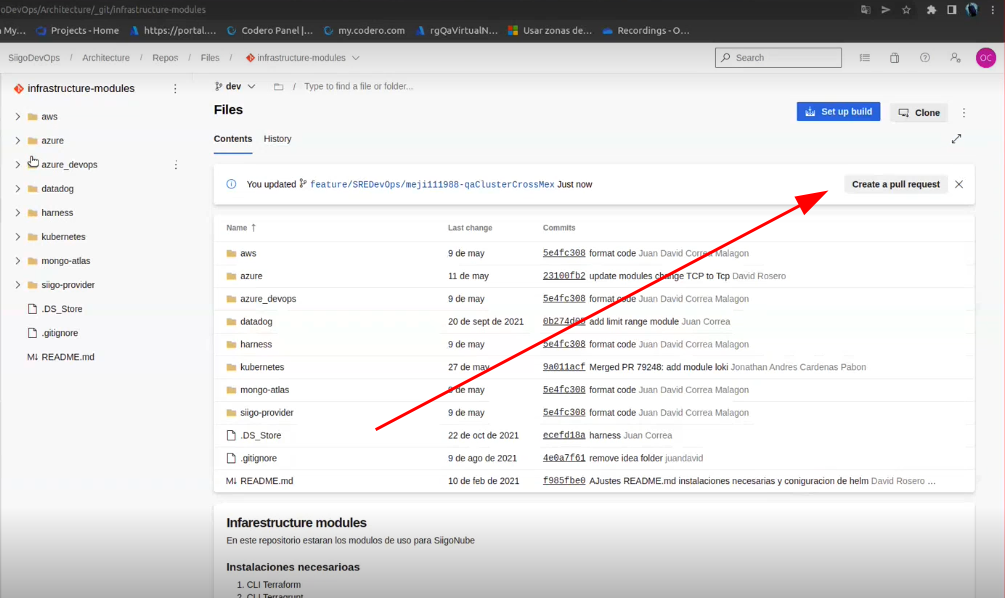 oDevOps/Architecture/_git/infrastructure-modules
My... Projects - Home https://portal.... Codero Panel |... my.codero.com rgQaVirtualN... Usar zonas de... Recordings - O...
SiigoDevOps / Architecture / Repos / Files / infrastructure-modules
Search
OC
infrastructure-modules
aws
azure
azure_devops
datadog
harness
kubernetes
mongo-atlas
siigo-provider
.DS_Store
.gitignore
M↓ README.md
dev / Type to find a file or folder...
Files
Set up build
Clone
Contents History
You updated feature/SREDevOps/meji111988-qaClusterCrossMex Just now
Create a pull request
Name ↑ Last change Commits
aws 9 de may 5e4fc308 format code Juan David Correa Malagon
azure 11 de may 23100fb2 update modules change TCP to Tcp David Rosero
azure_devops 9 de may 5e4fc308 format code Juan David Correa Malagon
datadog 20 de sept de 2021 add limit range module Juan Correa
harness 9 de may 5e4fc308 format code Juan David Correa Malagon
kubernetes 27 de may 9a011acf Merged PR 79248: add module loki Jonathan Andres Cardenas Pabon
mongo-atlas de may 5e4fc308 format code Juan David Correa Malagon
siigo-provider 9 de may 5e4fc308 format code Juan David Correa Malagon
.DS_Store 22 de oct de 2021 ecefd18a harness Juan Correa
.gitignore 9 de ago de 2021 4e0a7f61 remove idea folder juandavid
M↓ README.md 10 de feb de 2021 f985fbe0 AJustes README.md instalaciones necesarias y coniguracion de helm David Rosero ...
Infarestructure modules
En este repositorio estaran los modulos de uso para SiigoNube
Instalaciones necesarioas
1. CLI Terraform
2. CLI Terragrunt